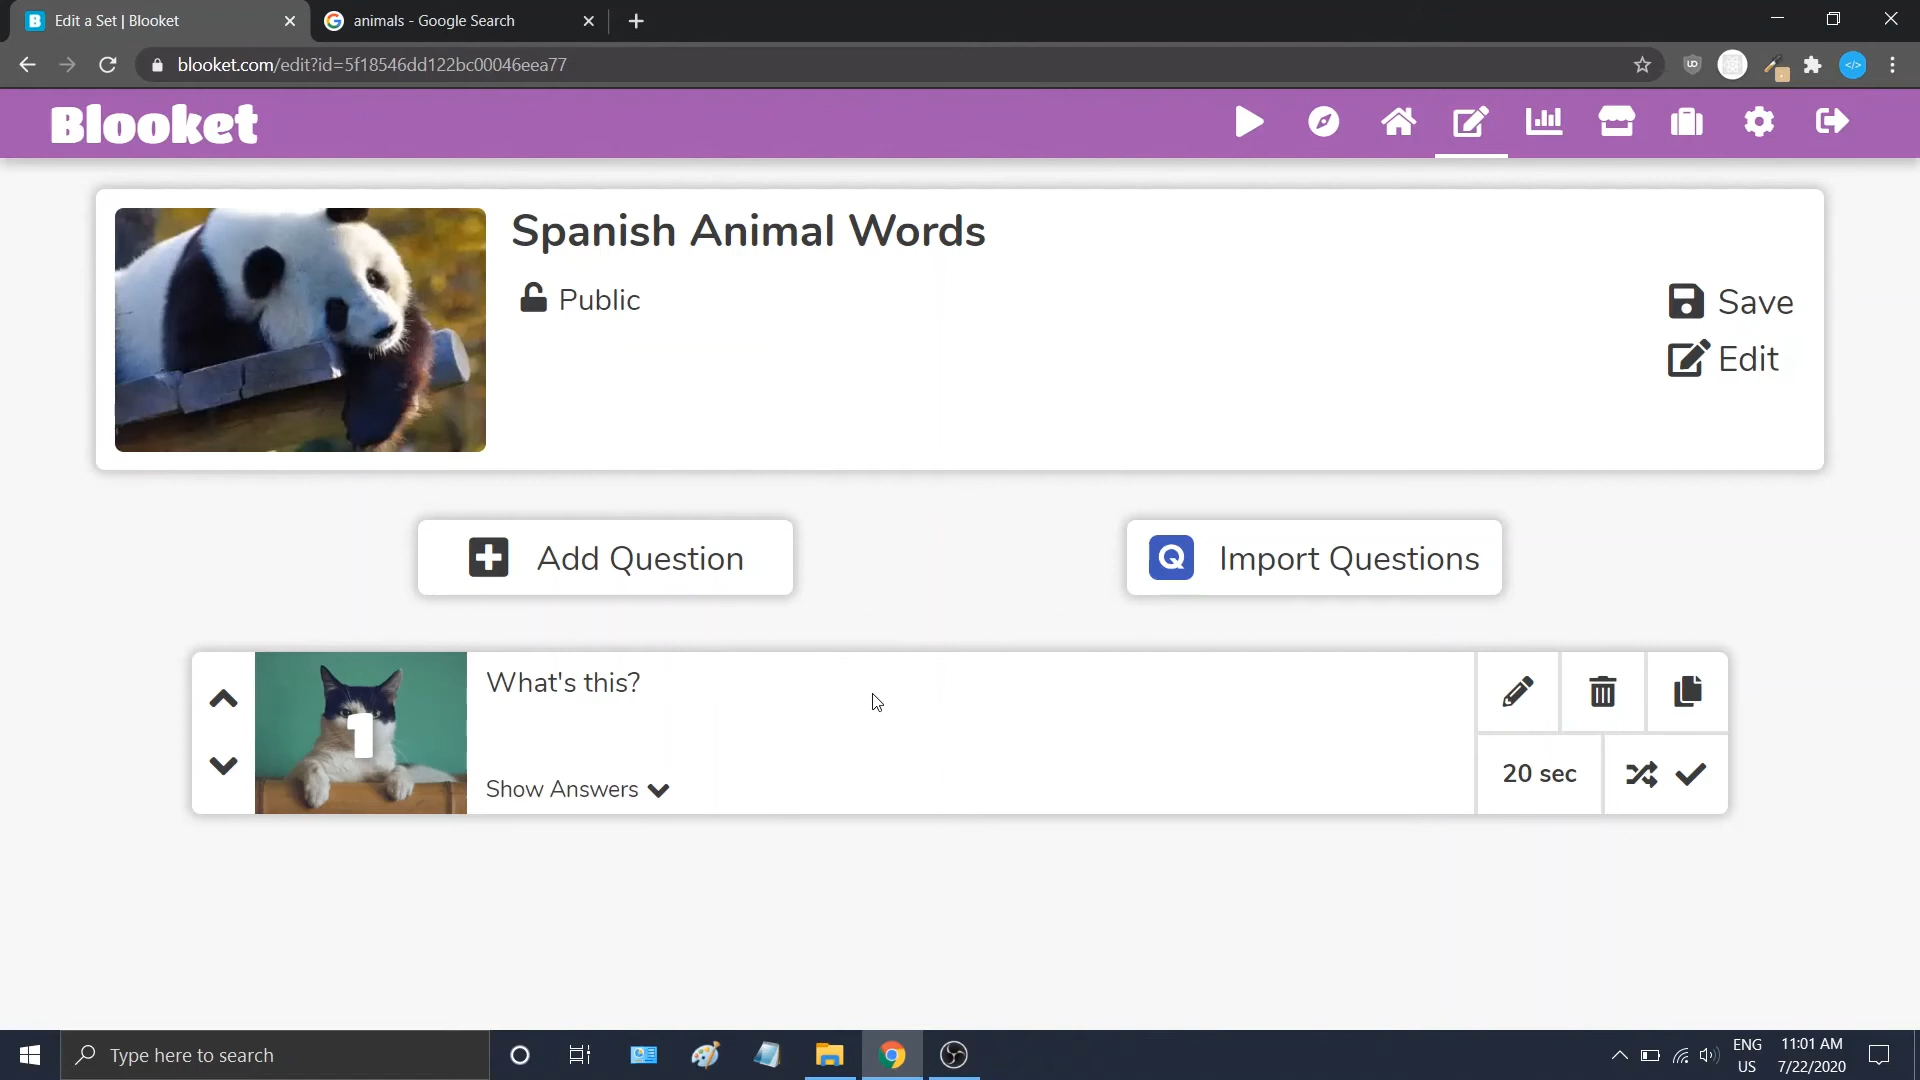 Edit a Set | Blooket
animals - Google Search
blooket.com/edit?id=5f18546dd122bc00046eea77
Blooket
Spanish Animal Words
Public
Save
Edit
Add Question
Q Import Questions
1
What's this?
Show Answers
20 sec
Type here to search
ENG
US
11:01 AM
7/22/2020